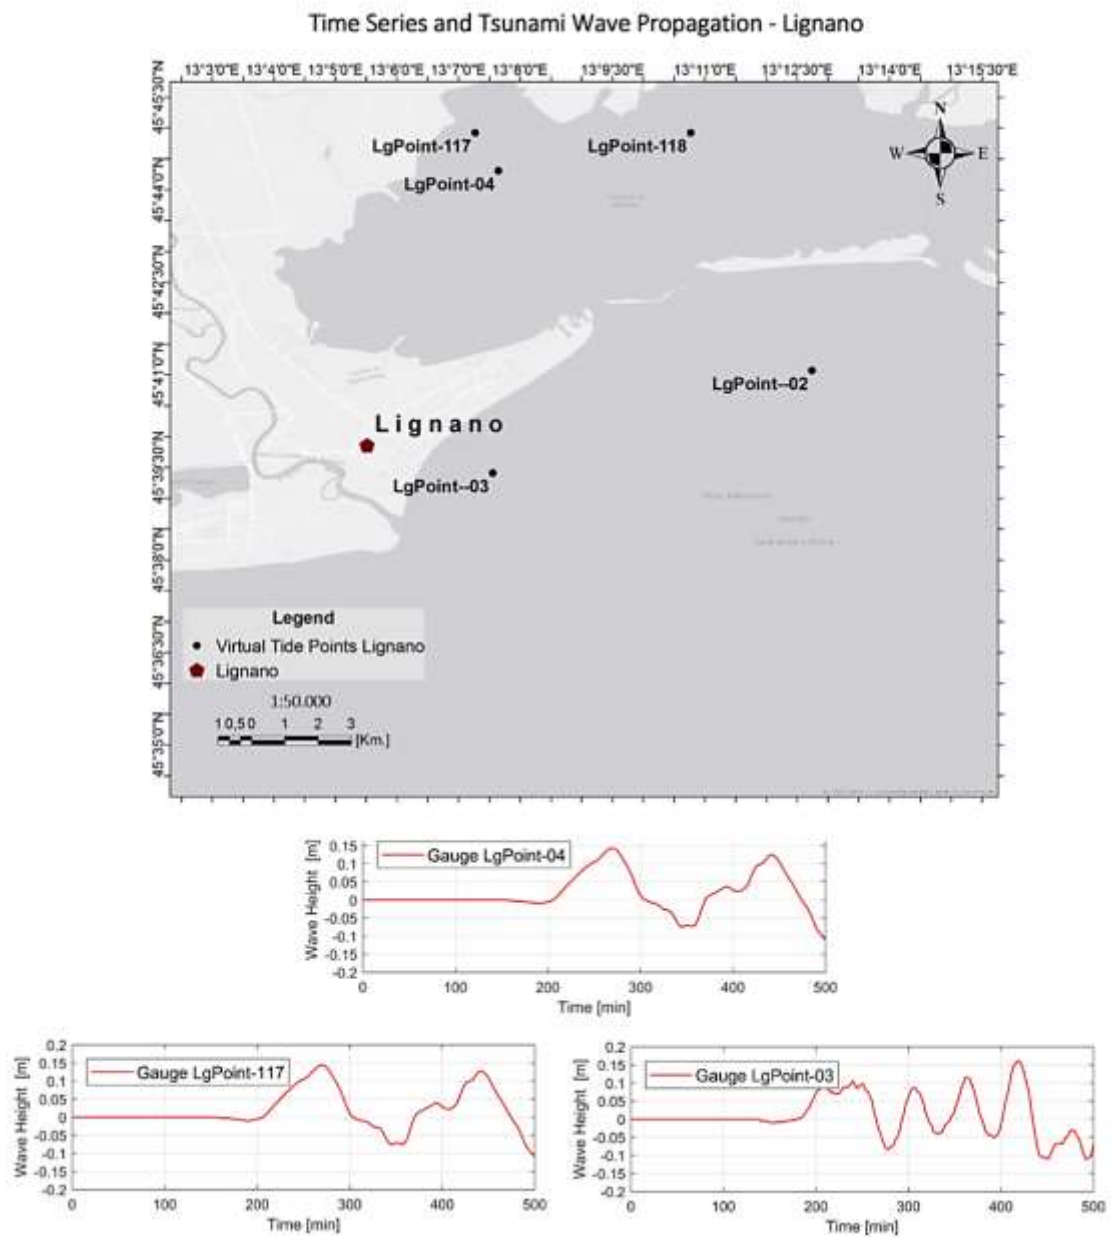 Time Series and Tsunami Wave Propagation - Lignano
13°3'0"E 13°4'0"E 13°5'0"E 13°6'0"E 13°7'0"E 13°8'0"E 13°9'30"E 13°11'0"E 13°12'30"E 13°14'0"E 13°15'30"E
45°45'30"N
45°44'0"N
45°42'30"N
45°41'0"N
45°39'30"N
45°38'0"N
45°36'30"N
45°35'0"N
N
W E
S
LgPoint-117
LgPoint-118
LgPoint-04
LgPoint--02
Lignano
LgPoint--03
Legend
Virtual Tide Points Lignano
Lignano
1:50.000
1 0,5 0 1 2 3
[Km.]
Gauge LgPoint-04
Wave Height [m]
0.15
0.1
0.05
0
-0.05
-0.1
-0.15
-0.2
0 100 200 300 400 500
Time [min]
Gauge LgPoint-117
Wave Height [m]
0.2
0.15
0.1
0.05
0
-0.05
-0.1
-0.15
-0.2
0 100 200 300 400 500
Time [min]
Gauge LgPoint-03
Wave Height [m]
0.2
0.15
0.1
0.05
0
-0.05
-0.1
-0.15
-0.2
0 100 200 300 400 500
Time [min]